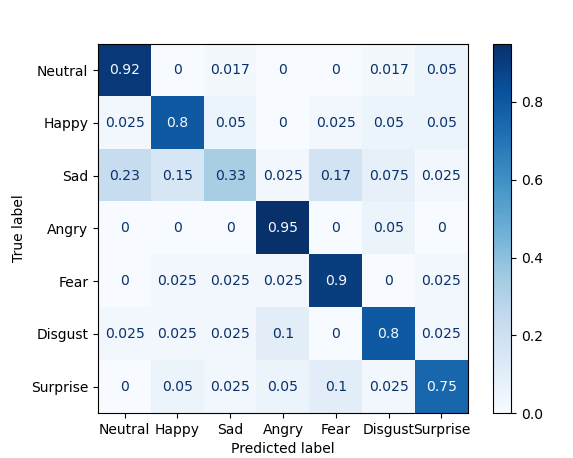 Neutral 0.92 0 0.017 0 0 0.017 0.05
Happy 0.025 0.8 0.05 0 0.025 0.05 0.05
Sad 0.23 0.15 0.33 0.025 0.17 0.075 0.025
Angry 0 0 0 0.95 0 0.05 0
Fear 0 0.025 0.025 0.025 0.9 0 0.025
Disgust 0.025 0.025 0.025 0.1 0 0.8 0.025
Surprise 0 0.05 0.025 0.05 0.1 0.025 0.75
Neutral Happy Sad Angry Fear Disgust Surprise
Predicted label
True label
0.8
0.6
0.4
0.2
0.0